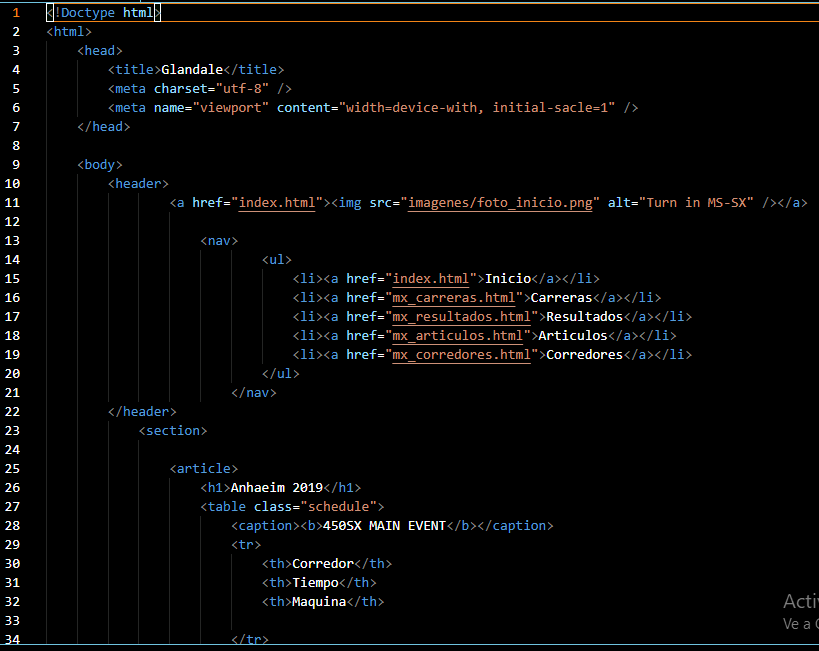 1 <!Doctype html>
2 <html>
3 <head>
4 <title>Glandale</title>
5 <meta charset="utf-8" />
6 <meta name="viewport" content="width=device-with, initial-sacle=1" />
7 </head>
8
9 <body>
10 <header>
11 <a href="index.html"><img src="imagenes/foto_inicio.png" alt="Turn in MS-SX" /></a>
12
13 <nav>
14 <ul>
15 <li><a href="index.html">Inicio</a></li>
16 <li><a href="mx_carreras.html">Carreras</a></li>
17 <li><a href="mx_resultados.html">Resultados</a></li>
18 <li><a href="mx_articulos.html">Articulos</a></li>
19 <li><a href="mx_corredores.html">Corredores</a></li>
20 </ul>
21 </nav>
22 </header>
23 <section>
24
25 <article>
26 <h1>Anhaeim 2019</h1>
27 <table class="schedule">
28 <caption><b>450SX MAIN EVENT</b></caption>
29 <tr>
30 <th>Corredor</th>
31 <th>Tiempo</th>
32 <th>Maquina</th>
33
34 </tr>
Acti
Ve a